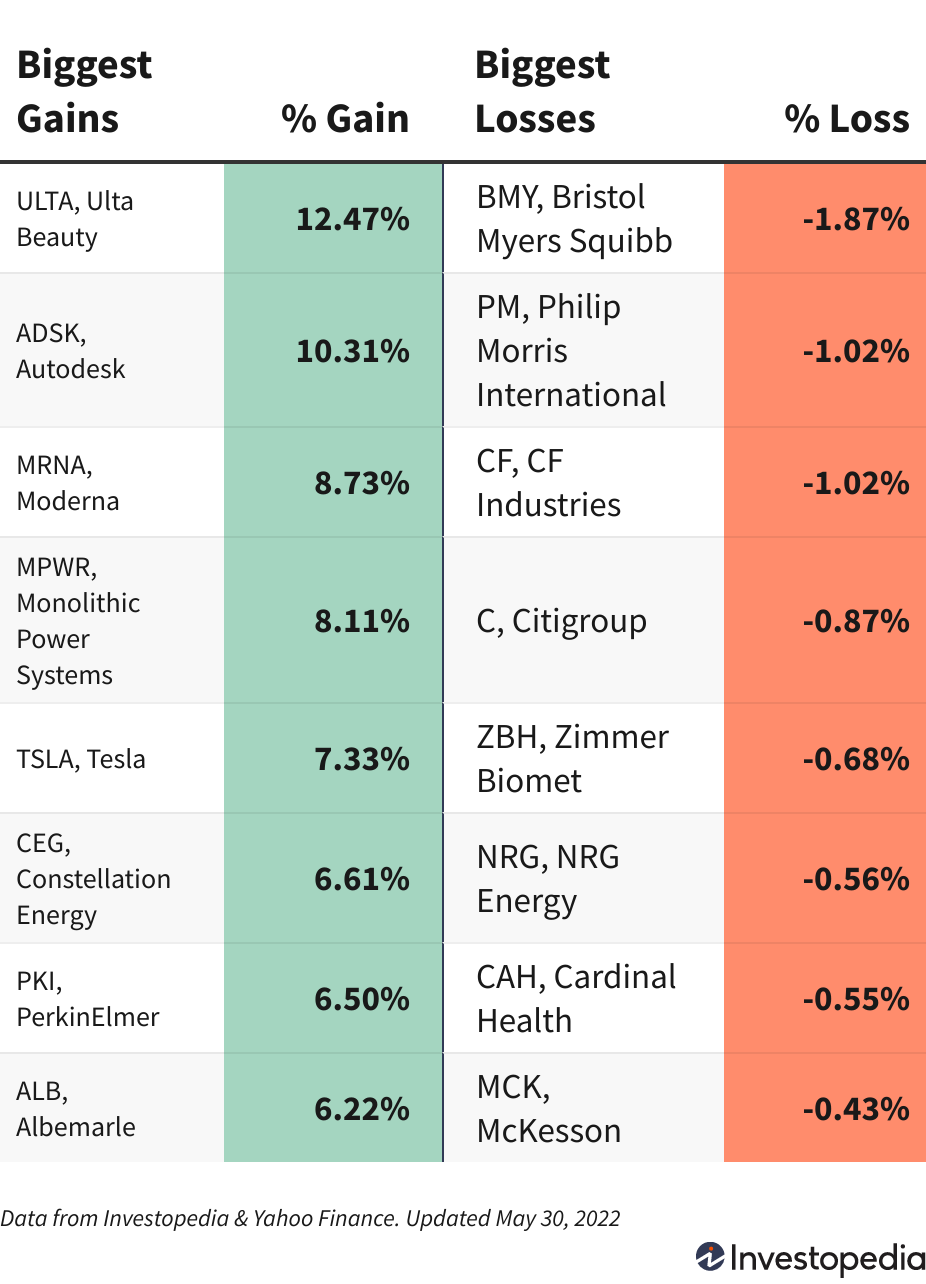 Biggest
Gains
% Gain
Biggest
Losses
% Loss
ULTA, Ulta
Beauty
12.47%
BMY, Bristol
Myers Squibb
-1.87%
ADSK,
Autodesk
10.31%
PM, Philip
Morris
International
-1.02%
MRNA,
Moderna
8.73%
CF, CF
Industries
-1.02%
MPWR,
Monolithic
Power
Systems
8.11%
C, Citigroup
-0.87%
TSLA, Tesla
7.33%
ZBH, Zimmer
Biomet
-0.68%
CEG,
Constellation
Energy
6.61%
NRG, NRG
Energy
-0.56%
PKI,
PerkinElmer
6.50%
CAH, Cardinal
Health
-0.55%
ALB,
Albemarle
6.22%
MCK,
McKesson
-0.43%
Data from Investopedia & Yahoo Finance. Updated May 30, 2022
Investopedia